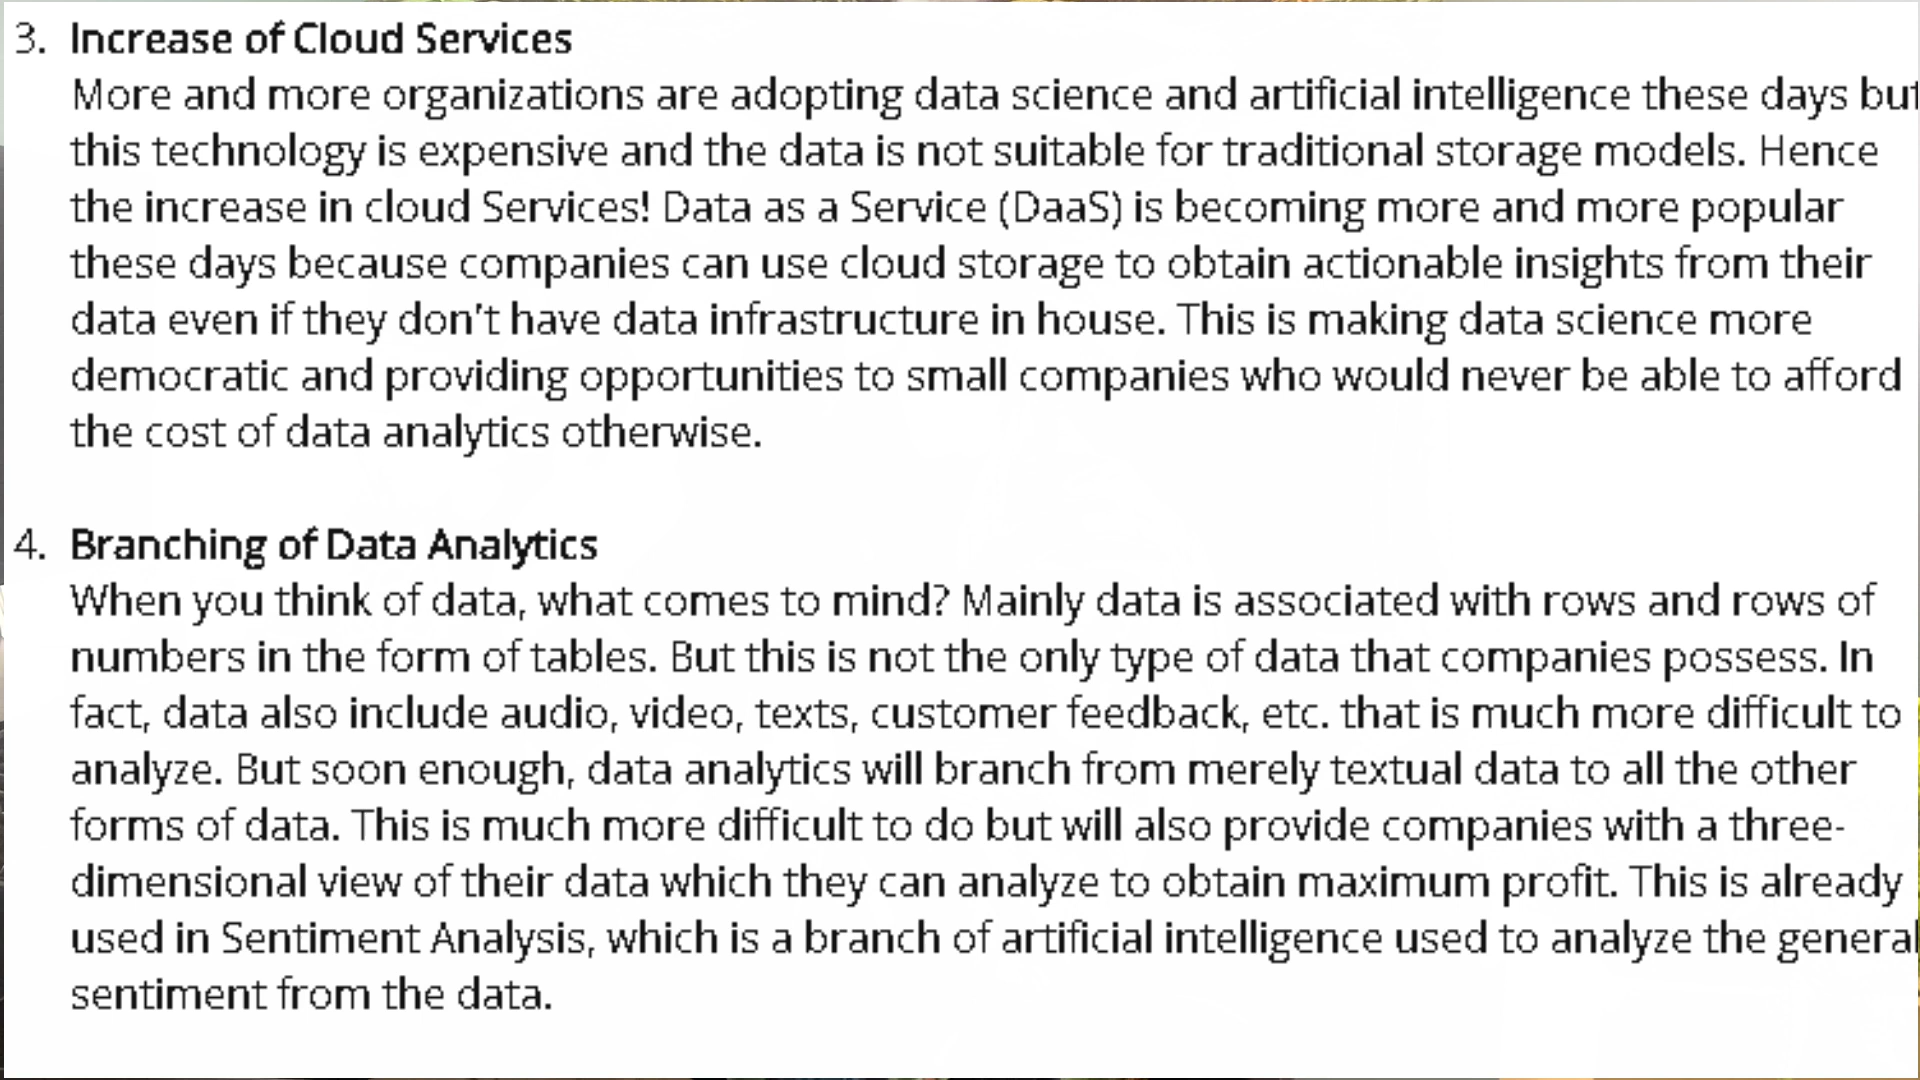 3. Increase of Cloud Services
More and more organizations are adopting data science and artificial intelligence these days but
this technology is expensive and the data is not suitable for traditional storage models. Hence
the increase in cloud Services! Data as a Service (DaaS) is becoming more and more popular
these days because companies can use cloud storage to obtain actionable insights from their
data even if they don't have data infrastructure in house. This is making data science more
democratic and providing opportunities to small companies who would never be able to afford
the cost of data analytics otherwise.
4. Branching of Data Analytics
When you think of data, what comes to mind? Mainly data is associated with rows and rows of
numbers in the form of tables. But this is not the only type of data that companies possess. In
fact, data also include audio, video, texts, customer feedback, etc. that is much more difficult to
analyze. But soon enough, data analytics will branch from merely textual data to all the other
forms of data. This is much more difficult to do but will also provide companies with a three-
dimensional view of their data which they can analyze to obtain maximum profit. This is already
used in Sentiment Analysis, which is a branch of artificial intelligence used to analyze the general
sentiment from the data.